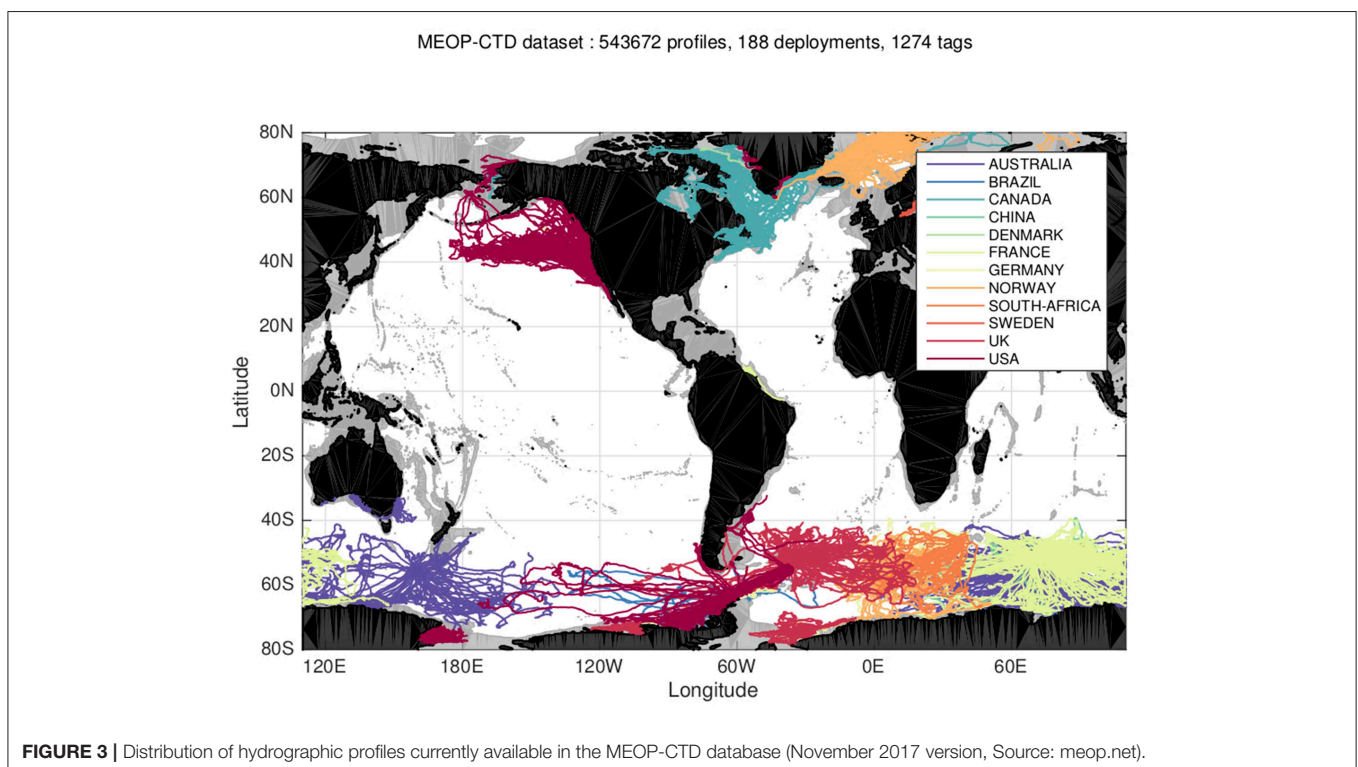 MEOP-CTD dataset : 543672 profiles, 188 deployments, 1274 tags
80N
60N
40N
20N
0N
20S
40S
60S
80S
Latitude
120E
180E
120W
60W
0E
60E
Longitude
AUSTRALIA
BRAZIL
CANADA
CHINA
DENMARK
FRANCE
GERMANY
NORWAY
SOUTH-AFRICA
SWEDEN
UK
USA
FIGURE 3 | Distribution of hydrographic profiles currently available in the MEOP-CTD database (November 2017 version, Source: meop.net).